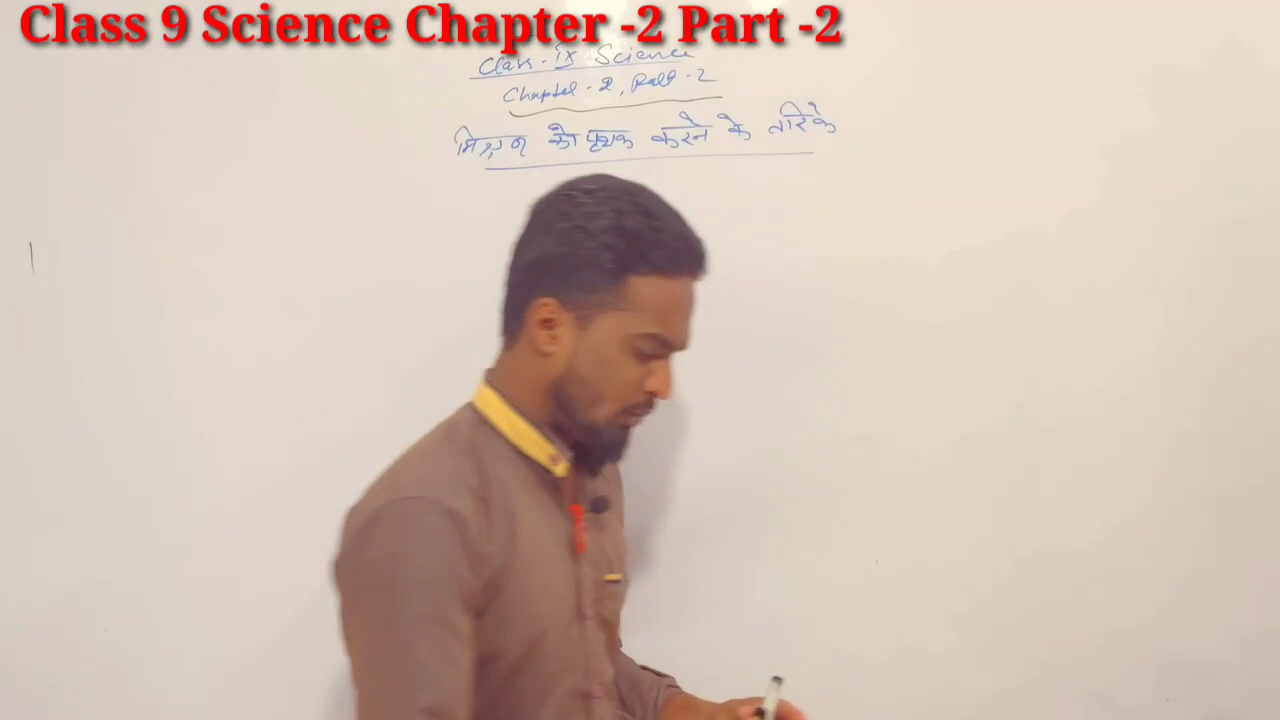 Class 9 Science Chapter -2 Part -2
Class - IX Science
Chapter - 2, Part - 2
मिश्रण को पृथक करने के तरिके